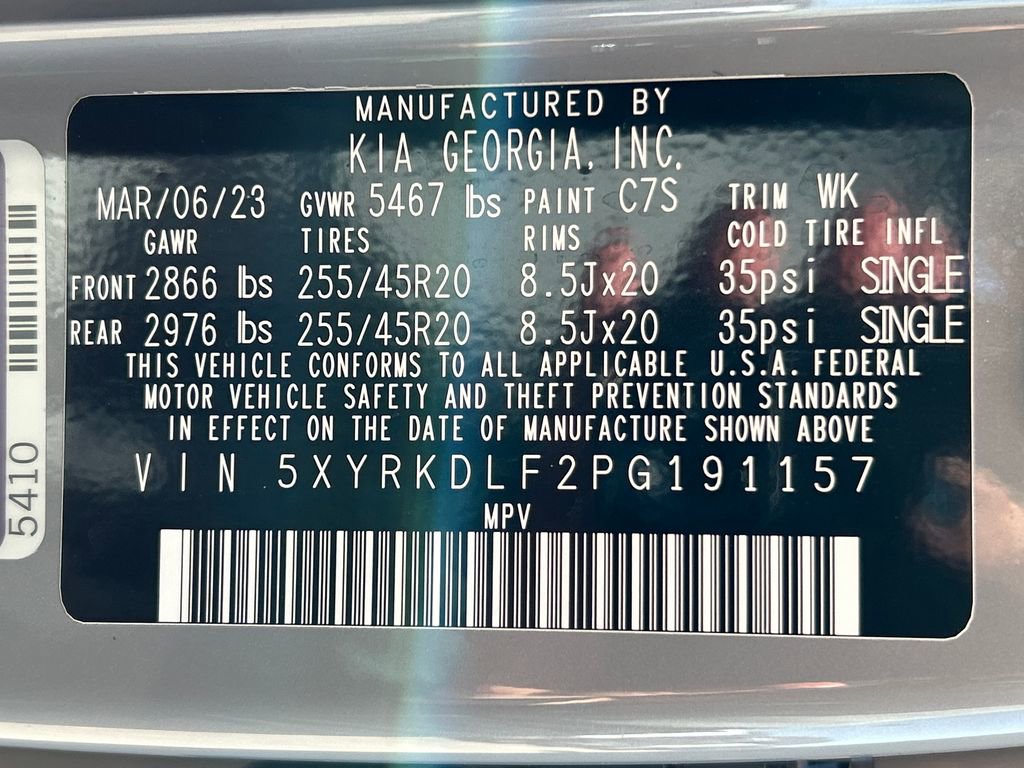 MANUFACTURED BY
KIA GEORGIA, INC.
MAR/06/23 GVWR 5467 lbs PAINT C7S TRIM WK
GAWR TIRES RIMS COLD TIRE INFL
FRONT 2866 lbs 255/45R20 8.5Jx20 35psi SINGLE
REAR 2976 lbs 255/45R20 8.5Jx20 35psi SINGLE
THIS VEHICLE CONFORMS TO ALL APPLICABLE U.S.A. FEDERAL
MOTOR VEHICLE SAFETY AND THEFT PREVENTION STANDARDS
IN EFFECT ON THE DATE OF MANUFACTURE SHOWN ABOVE
VIN 5XYRKDLF2PG191157
MPV
5410